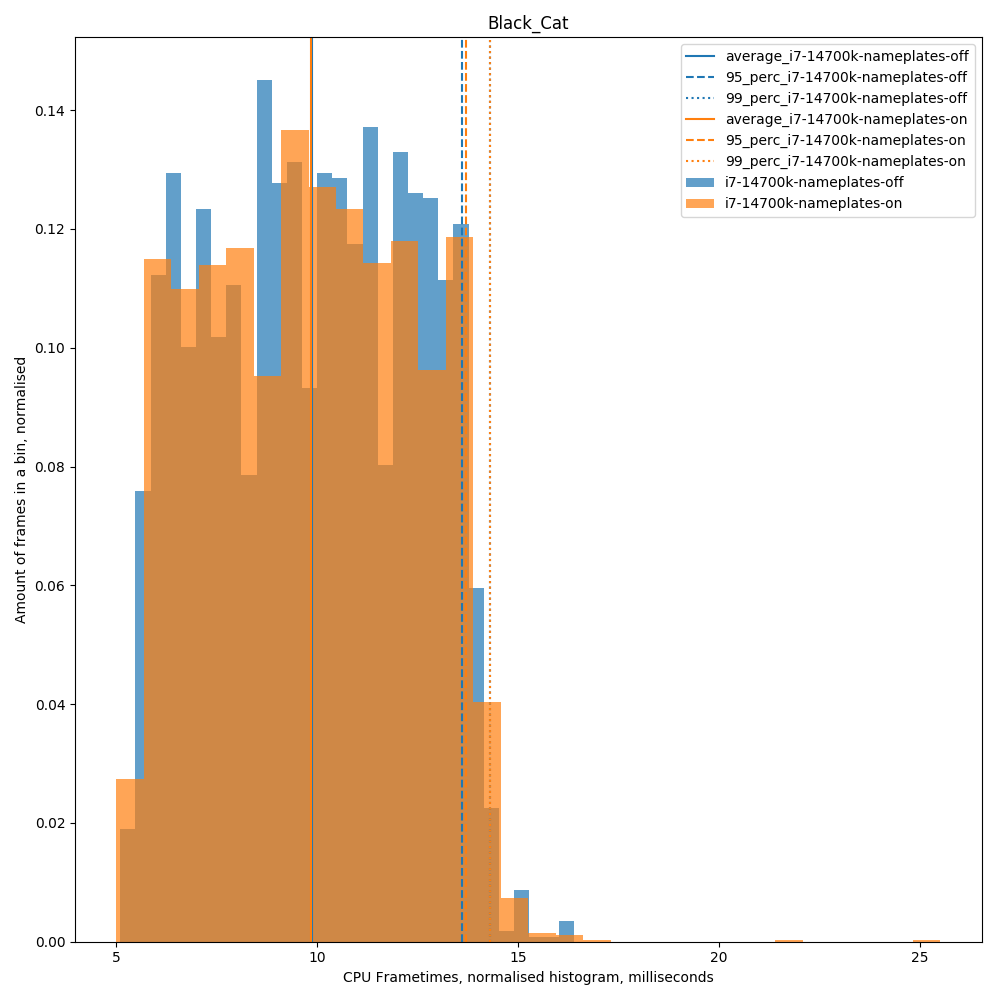 Black_Cat
average_i7-14700k-nameplates-off
95_perc_i7-14700k-nameplates-off
99_perc_i7-14700k-nameplates-off
average_i7-14700k-nameplates-on
95_perc_i7-14700k-nameplates-on
99_perc_i7-14700k-nameplates-on
i7-14700k-nameplates-off
i7-14700k-nameplates-on
Amount of frames in a bin, normalised
0.14
0.12
0.10
0.08
0.06
0.04
0.02
0.00
5 10 15 20 25
CPU Frametimes, normalised histogram, milliseconds